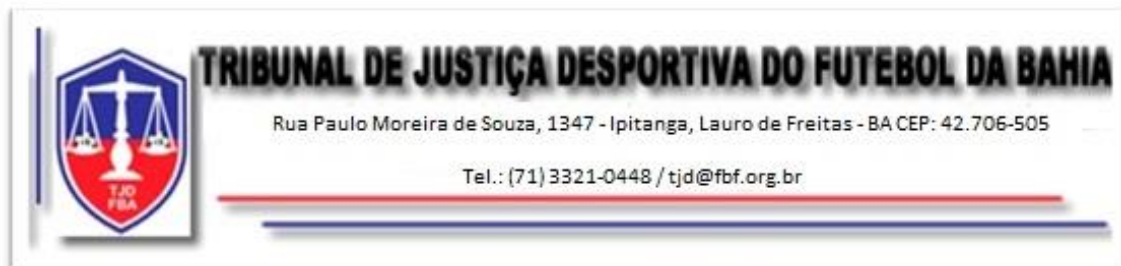 TRIBUNAL DE JUSTIÇA DESPORTIVA DO FUTEBOL DA BAHIA
Rua Paulo Moreira de Souza, 1347 - Ipitanga, Lauro de Freitas - BA CEP: 42.706-505
Tel.: (71) 3321-0448 / tjd@fbf.org.br
TJD
FBA